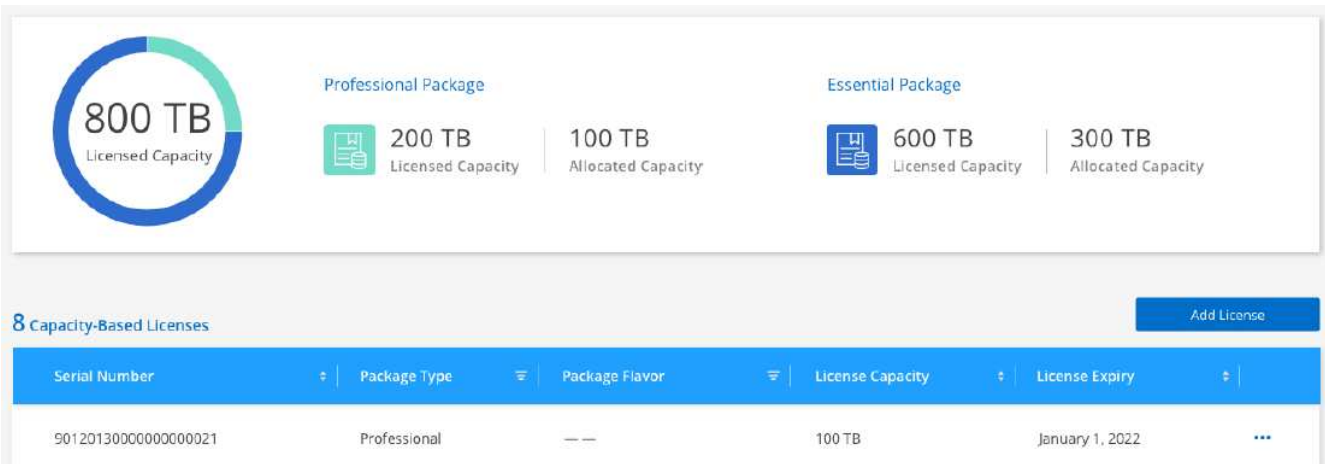 800 TB
Licensed Capacity
Professional Package
200 TB
Licensed Capacity
100 TB
Allocated Capacity
Essential Package
600 TB
Licensed Capacity
300 TB
Allocated Capacity
8 Capacity-Based Licenses
Add License
Serial Number Package Type Package Flavor License Capacity License Expiry
90120130000000000021 Professional — — 100 TB January 1, 2022 •••